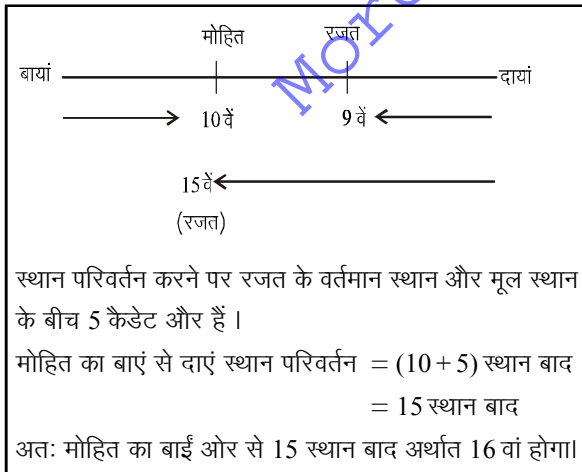 मोहित रजत
बायां दायां
10 वें 9 वें
15 वें
(रजत)
स्थान परिवर्तन करने पर रजत के वर्तमान स्थान और मूल स्थान
के बीच 5 कैडेट और हैं ।
मोहित का बाएं से दाएं स्थान परिवर्तन = (10 + 5) स्थान बाद
= 15 स्थान बाद
अतः मोहित का बाईं ओर से 15 स्थान बाद अर्थात 16 वां होगा।